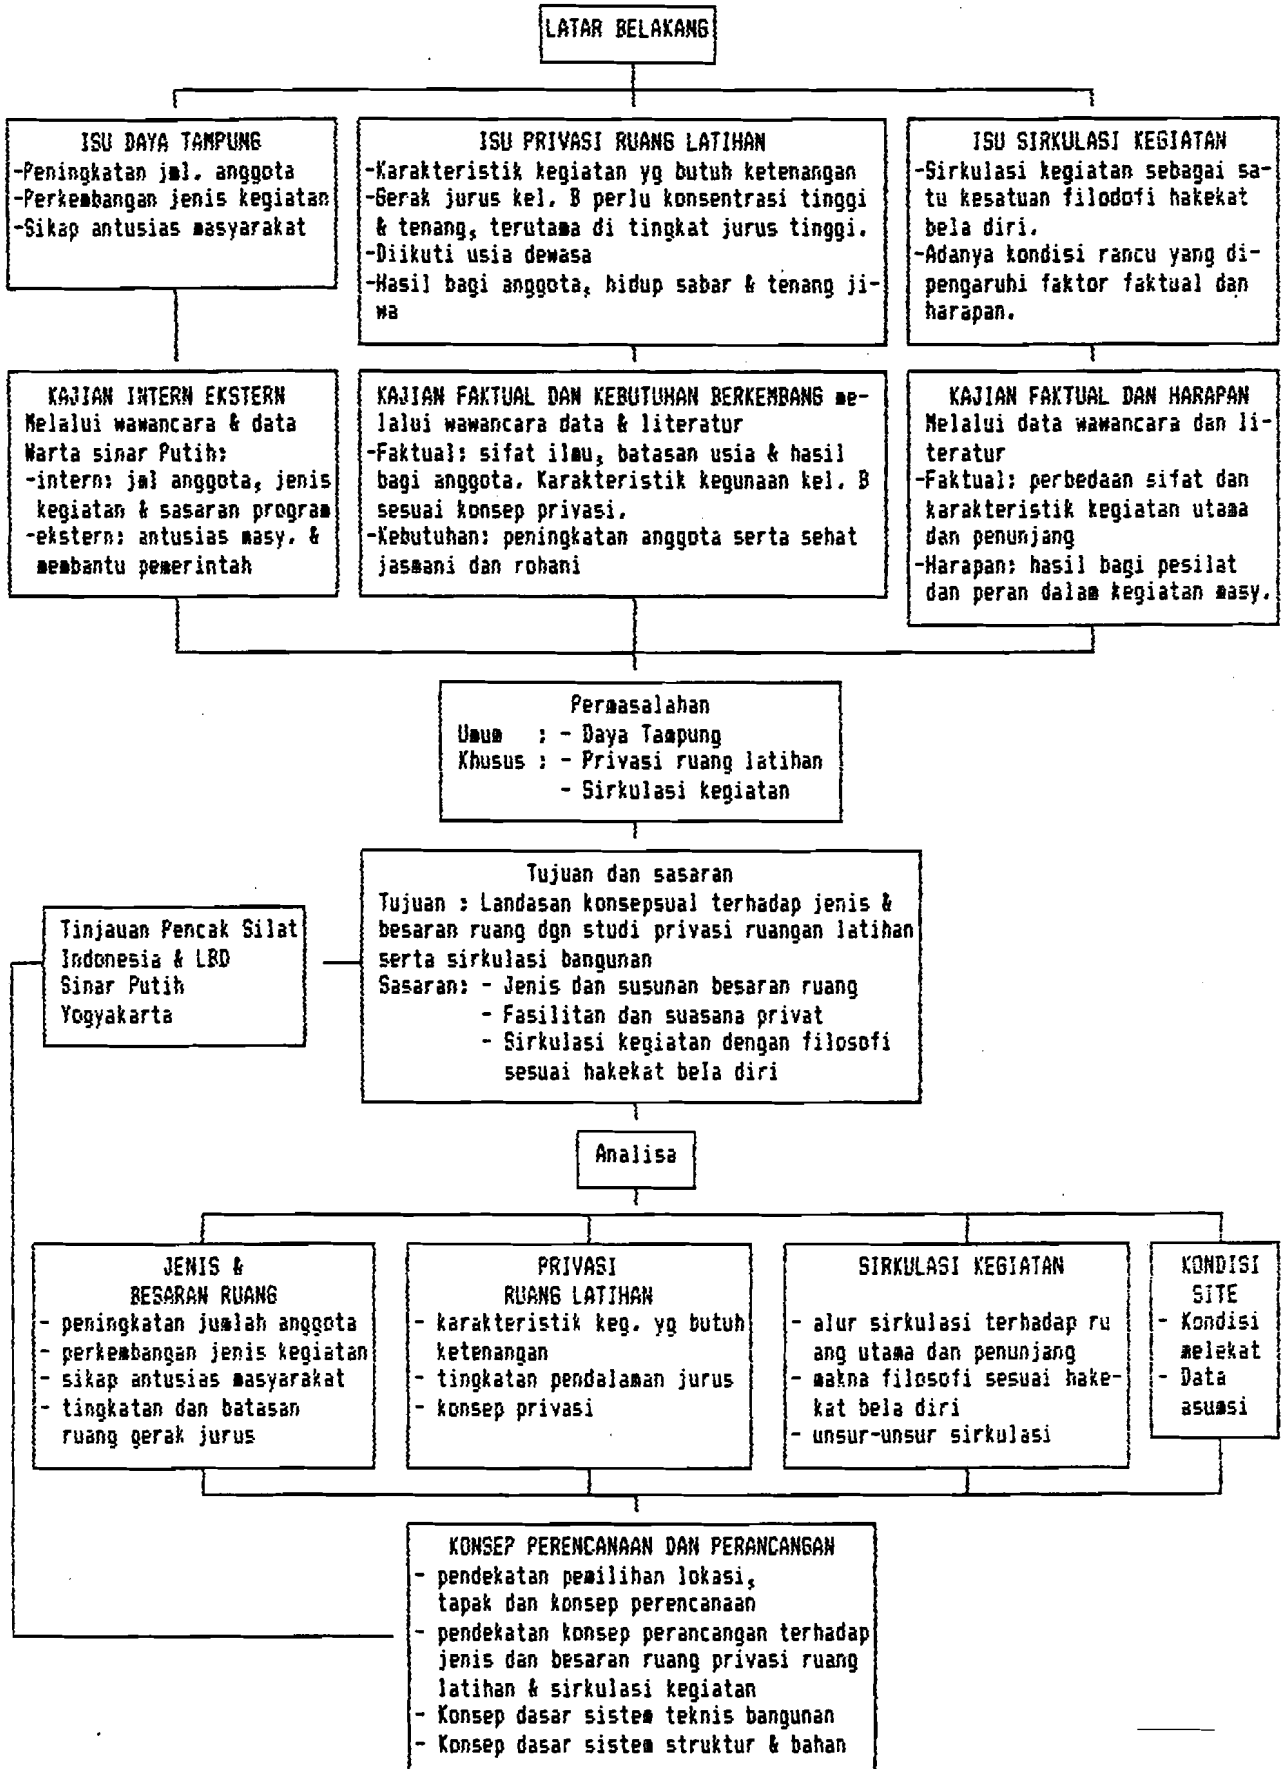 LATAR BELAKANG
ISU DAYA TAMPUNG
-Peningkatan jml. anggota
-Perkembangan jenis kegiatan
-Sikap antusias masyarakat
ISU PRIVASI RUANG LATIHAN
-Karakteristik kegiatan yg butuh ketenangan
-Gerak jurus kel. B perlu konsentrasi tinggi
& tenang, terutama di tingkat jurus tinggi.
-Diikuti usia dewasa
-Hasil bagi anggota, hidup sabar & tenang ji-
wa
ISU SIRKULASI KEGIATAN
-Sirkulasi kegiatan sebagai sa-
tu kesatuan filodofi hakekat
bela diri.
-Adanya kondisi rancu yang di-
pengaruhi faktor faktual dan
harapan.
KAJIAN INTERN EKSTERN
Melalui wawancara & data
Warta sinar Putih:
-intern: jml anggota, jenis
kegiatan & sasaran program
-ekstern: antusias masy. &
membantu pemerintah
KAJIAN FAKTUAL DAN KEBUTUHAN BERKEMBANG me-
lalui wawancara data & literatur
-Faktual: sifat ilmu, batasan usia & hasil
bagi anggota. Karakteristik kegunaan kel. B
sesuai konsep privasi.
-Kebutuhan: peningkatan anggota serta sehat
jasmani dan rohani
KAJIAN FAKTUAL DAN HARAPAN
Melalui data wawancara dan li-
teratur
-Faktual: perbedaan sifat dan
karakteristik kegiatan utama
dan penunjang
-Harapan: hasil bagi pesilat
dan peran dalam kegiatan masy.
Permasalahan
Umum : - Daya Tampung
Khusus : - Privasi ruang latihan
- Sirkulasi kegiatan
Tujuan dan sasaran
Tujuan : Landasan konsepsual terhadap jenis &
besaran ruang dgn studi privasi ruangan latihan
serta sirkulasi bangunan
Sasaran: - Jenis dan susunan besaran ruang
- Fasilitan dan suasana privat
- Sirkulasi kegiatan dengan filosofi
sesuai hakekat bela diri
Tinjauan Pencak Silat
Indonesia & LBD
Sinar Putih
Yogyakarta
Analisa
JENIS &
BESARAN RUANG
- peningkatan jumlah anggota
- perkembangan jenis kegiatan
- sikap antusias masyarakat
- tingkatan dan batasan
ruang gerak jurus
PRIVASI
RUANG LATIHAN
- karakteristik keg. yg butuh
ketenangan
- tingkatan pendalaman jurus
- konsep privasi
SIRKULASI KEGIATAN
- alur sirkulasi terhadap ru
ang utama dan penunjang
- makna filosofi sesuai hake-
kat bela diri
- unsur-unsur sirkulasi
KONDISI
SITE
- Kondisi
melekat
- Data
asumsi
KONSEP PERENCANAAN DAN PERANCANGAN
- pendekatan pemilihan lokasi,
tapak dan konsep perencanaan
- pendekatan konsep perancangan terhadap
jenis dan besaran ruang privasi ruang
latihan & sirkulasi kegiatan
- Konsep dasar sistem teknis bangunan
- Konsep dasar sistem struktur & bahan